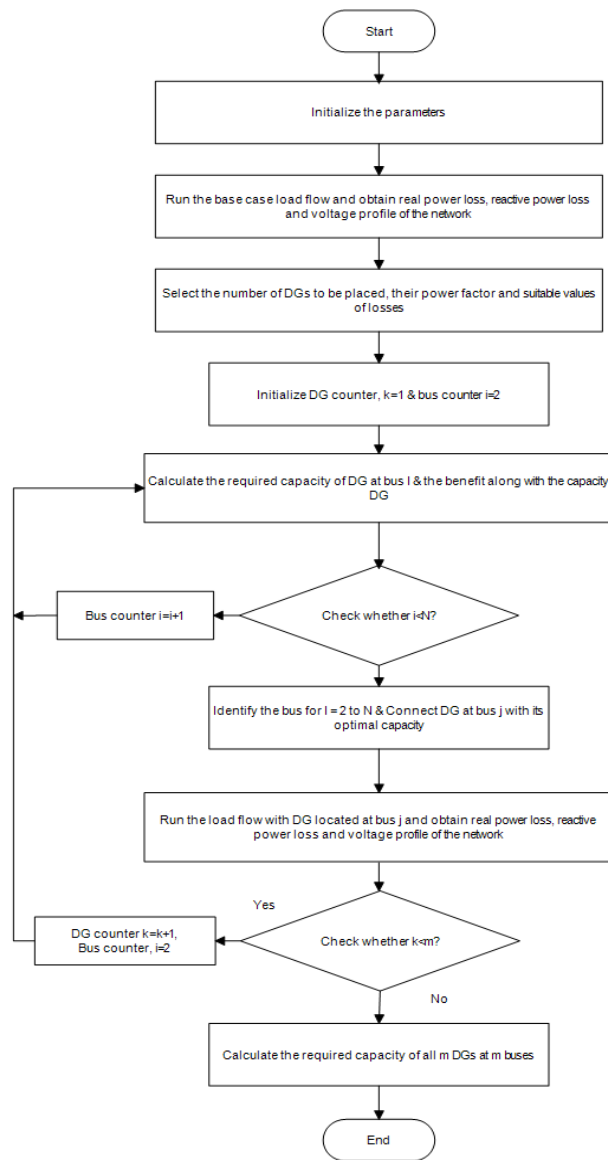 Start
Initialize the parameters
Run the base case load flow and obtain real power loss, reactive power loss
and voltage profile of the network
Select the number of DGs to be placed, their power factor and suitable values
of losses
Initialize DG counter, k=1 & bus counter i=2
Calculate the required capacity of DG at bus I & the benefit along with the capacity
DG
Check whether i<N?
Bus counter i=i+1
Identify the bus for I = 2 to N & Connect DG at bus j with its
optimal capacity
Run the load flow with DG located at bus j and obtain real power loss, reactive
power loss and voltage profile of the network
Yes
Check whether k<m?
DG counter k=k+1,
Bus counter, i=2
No
Calculate the required capacity of all m DGs at m buses
End